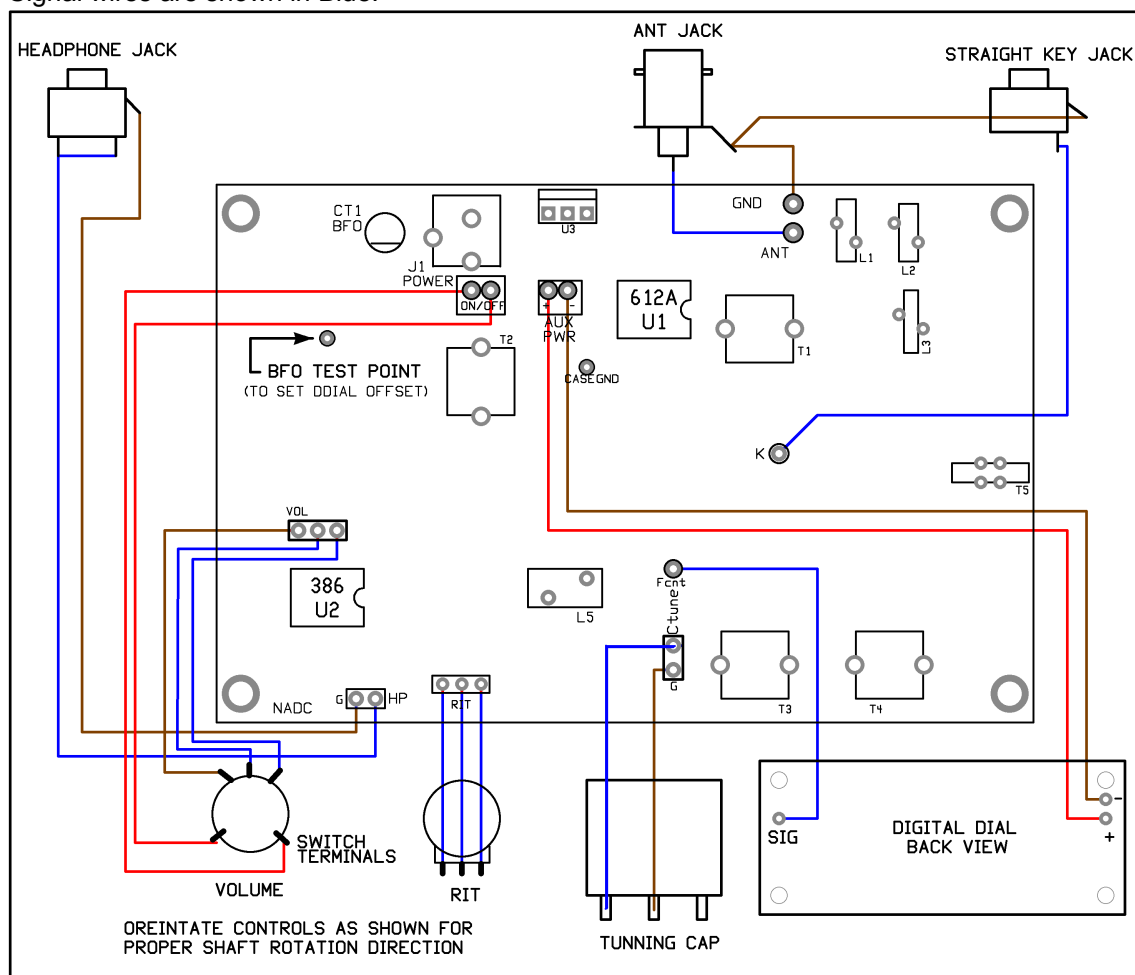 Signal wires are shown in Blue.
HEADPHONE JACK
ANT JACK
STRAIGHT KEY JACK
CT1
BFO
U3
GND
ANT
L1
L2
J1
POWER
ON/OFF
+ -
AUX
PWR
612A
U1
T1
L3
T2
BFO TEST POINT
(TO SET DDIAL OFFSET)
CASE GND
K
T5
VOL
386
U2
L5
Fcnt
Ctune
G
T3
T4
NADC
G
HP
RIT
SIG
DIGITAL DIAL
BACK VIEW
-
+
SWITCH
TERMINALS
VOLUME
RIT
TUNNING CAP
OREINTATE CONTROLS AS SHOWN FOR
PROPER SHAFT ROTATION DIRECTION